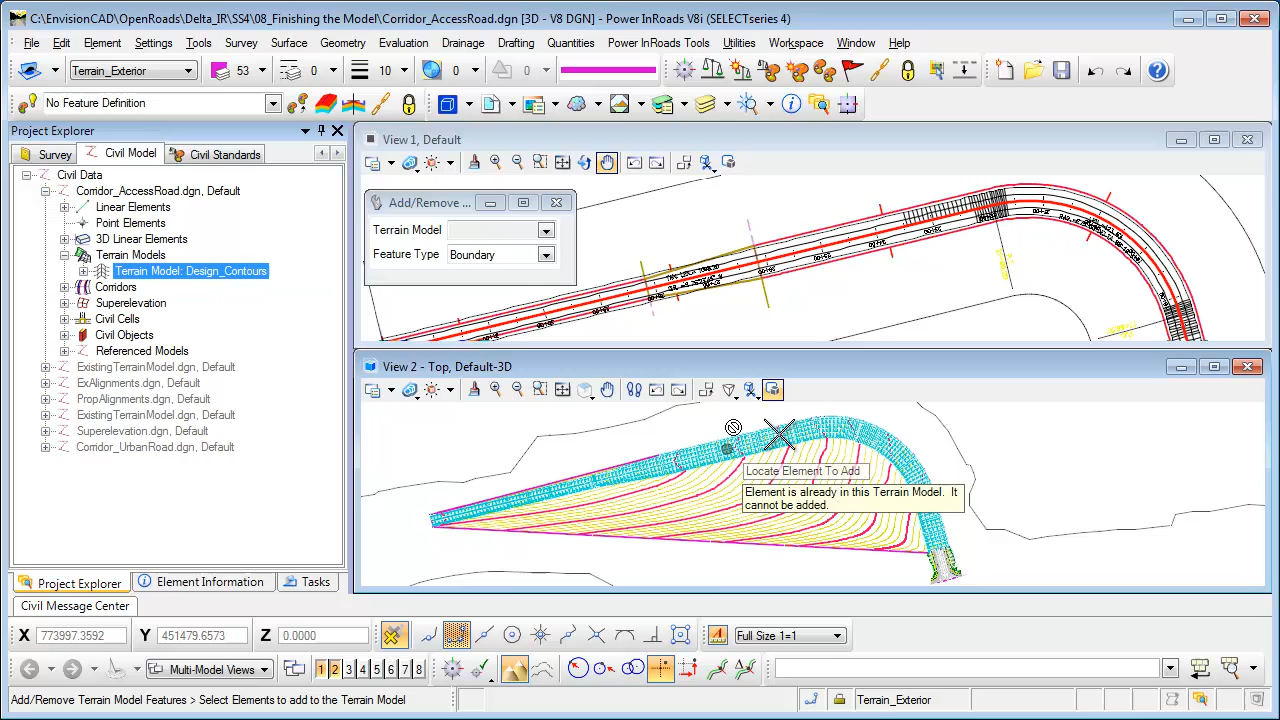 C:\EnvisionCAD\OpenRoads\Delta_IR\SS4\08_Finishing the Model\Corridor_AccessRoad.dgn [3D - V8 DGN] - Power InRoads V8i (SELECTseries 4)
File Edit Element Settings Tools Survey Surface Geometry Evaluation Drainage Drafting Quantities Power InRoads Tools Utilities Workspace Window Help
Terrain_Exterior 53 0 10 0 0
No Feature Definition
Project Explorer
Survey Civil Model Civil Standards
Civil Data
Corridor_AccessRoad.dgn, Default
Linear Elements
Point Elements
3D Linear Elements
Terrain Models
Terrain Model: Design_Contours
Corridors
Superelevation
Civil Cells
Civil Objects
Referenced Models
ExistingTerrainModel.dgn, Default
ExAlignments.dgn, Default
PropAlignments.dgn, Default
ExistingTerrainModel.dgn, Default
Superelevation.dgn, Default
Corridor_UrbanRoad.dgn, Default
Project Explorer Element Information Tasks
View 1, Default
Add/Remove ...
Terrain Model
Feature Type Boundary
View 2 - Top, Default-3D
Locate Element To Add
Element is already in this Terrain Model. It
cannot be added.
Civil Message Center
X 773997.3592 Y 451479.6573 Z 0.0000 Full Size 1=1
Multi-Model Views 1 2 3 4 5 6 7 8
Add/Remove Terrain Model Features > Select Elements to add to the Terrain Model Terrain_Exterior